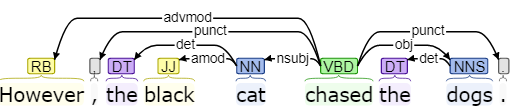 advmod
punct punct
det obj
amod nsubj det
RB , DT JJ NN VBD DT NNS .
However , the black cat chased the dogs .